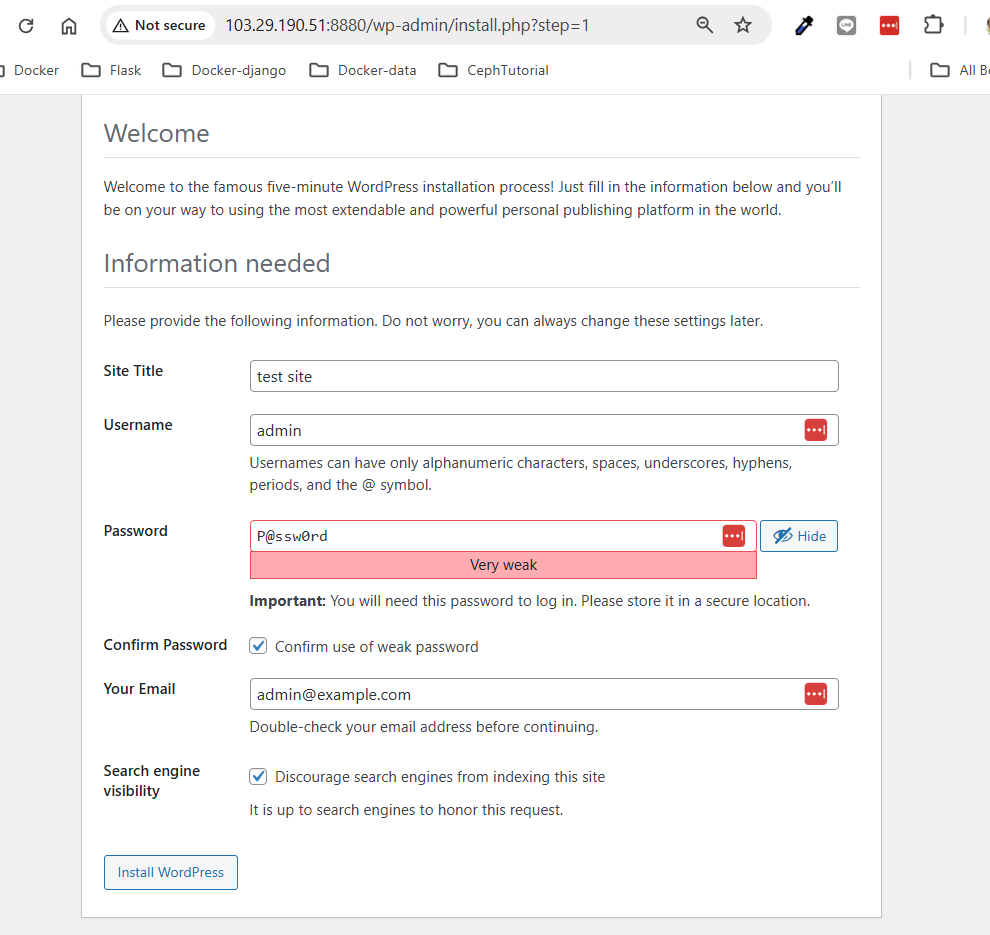 Not secure 103.29.190.51:8880/wp-admin/install.php?step=1
Docker Flask Docker-django Docker-data CephTutorial All
Welcome
Welcome to the famous five-minute WordPress installation process! Just fill in the information below and you’ll
be on your way to using the most extendable and powerful personal publishing platform in the world.
Information needed
Please provide the following information. Do not worry, you can always change these settings later.
Site Title test site
Username admin
Usernames can have only alphanumeric characters, spaces, underscores, hyphens,
periods, and the @ symbol.
Password P@ssw0rd Hide
Very weak
Important: You will need this password to log in. Please store it in a secure location.
Confirm Password Confirm use of weak password
Your Email admin@example.com
Double-check your email address before continuing.
Search engine
visibility
Discourage search engines from indexing this site
It is up to search engines to honor this request.
Install WordPress